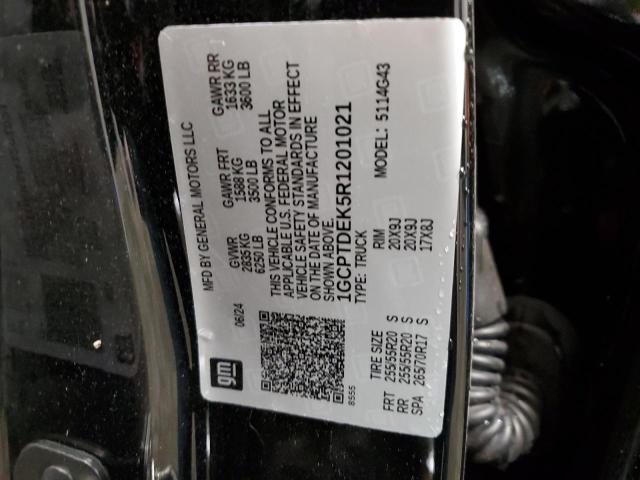 MFD BY GENERAL MOTORS LLC
06/24
GVWR GAWR FRT GAWR RR
2835 KG 1588 KG 1633 KG
6250 LB 3500 LB 3600 LB
THIS VEHICLE CONFORMS TO ALL
APPLICABLE U.S. FEDERAL MOTOR
VEHICLE SAFETY STANDARDS IN EFFECT
ON THE DATE OF MANUFACTURE
SHOWN ABOVE.
1GCPTDEK5R1201021
TYPE: TRUCK MODEL: 5114G43
gm
8555
TIRE SIZE RIM
FRT 255/55R20 S 20X9J
RR 255/55R20 S 20X9J
SPA 265/70R17 S 17X8J